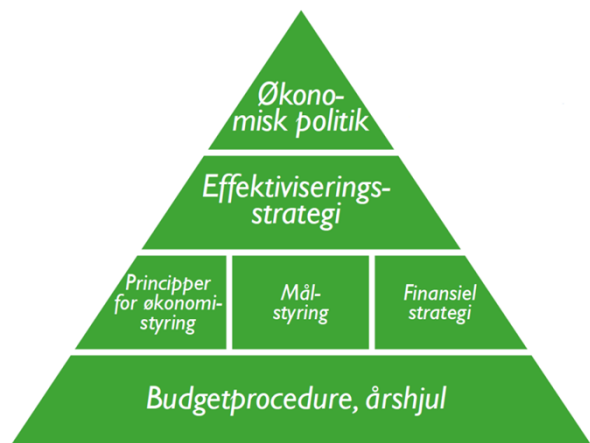 Økono-
misk politik
Effektiviserings-
strategi
Principper
for økonomi-
styring
Mål-
styring
Finansiel
strategi
Budgetprocedure, årshjul